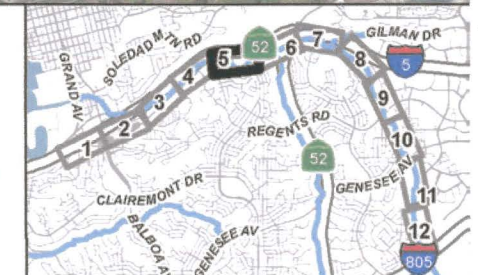 GRAND AV
SOLEDAD MTN RD
5
52
6
7
GILMAN DR
5
8
4
3
2
1
9
REGENTS RD
10
52
GENESEE AV
11
CLAIREMONT DR
BALBOA AV
GENESEE AV
12
805